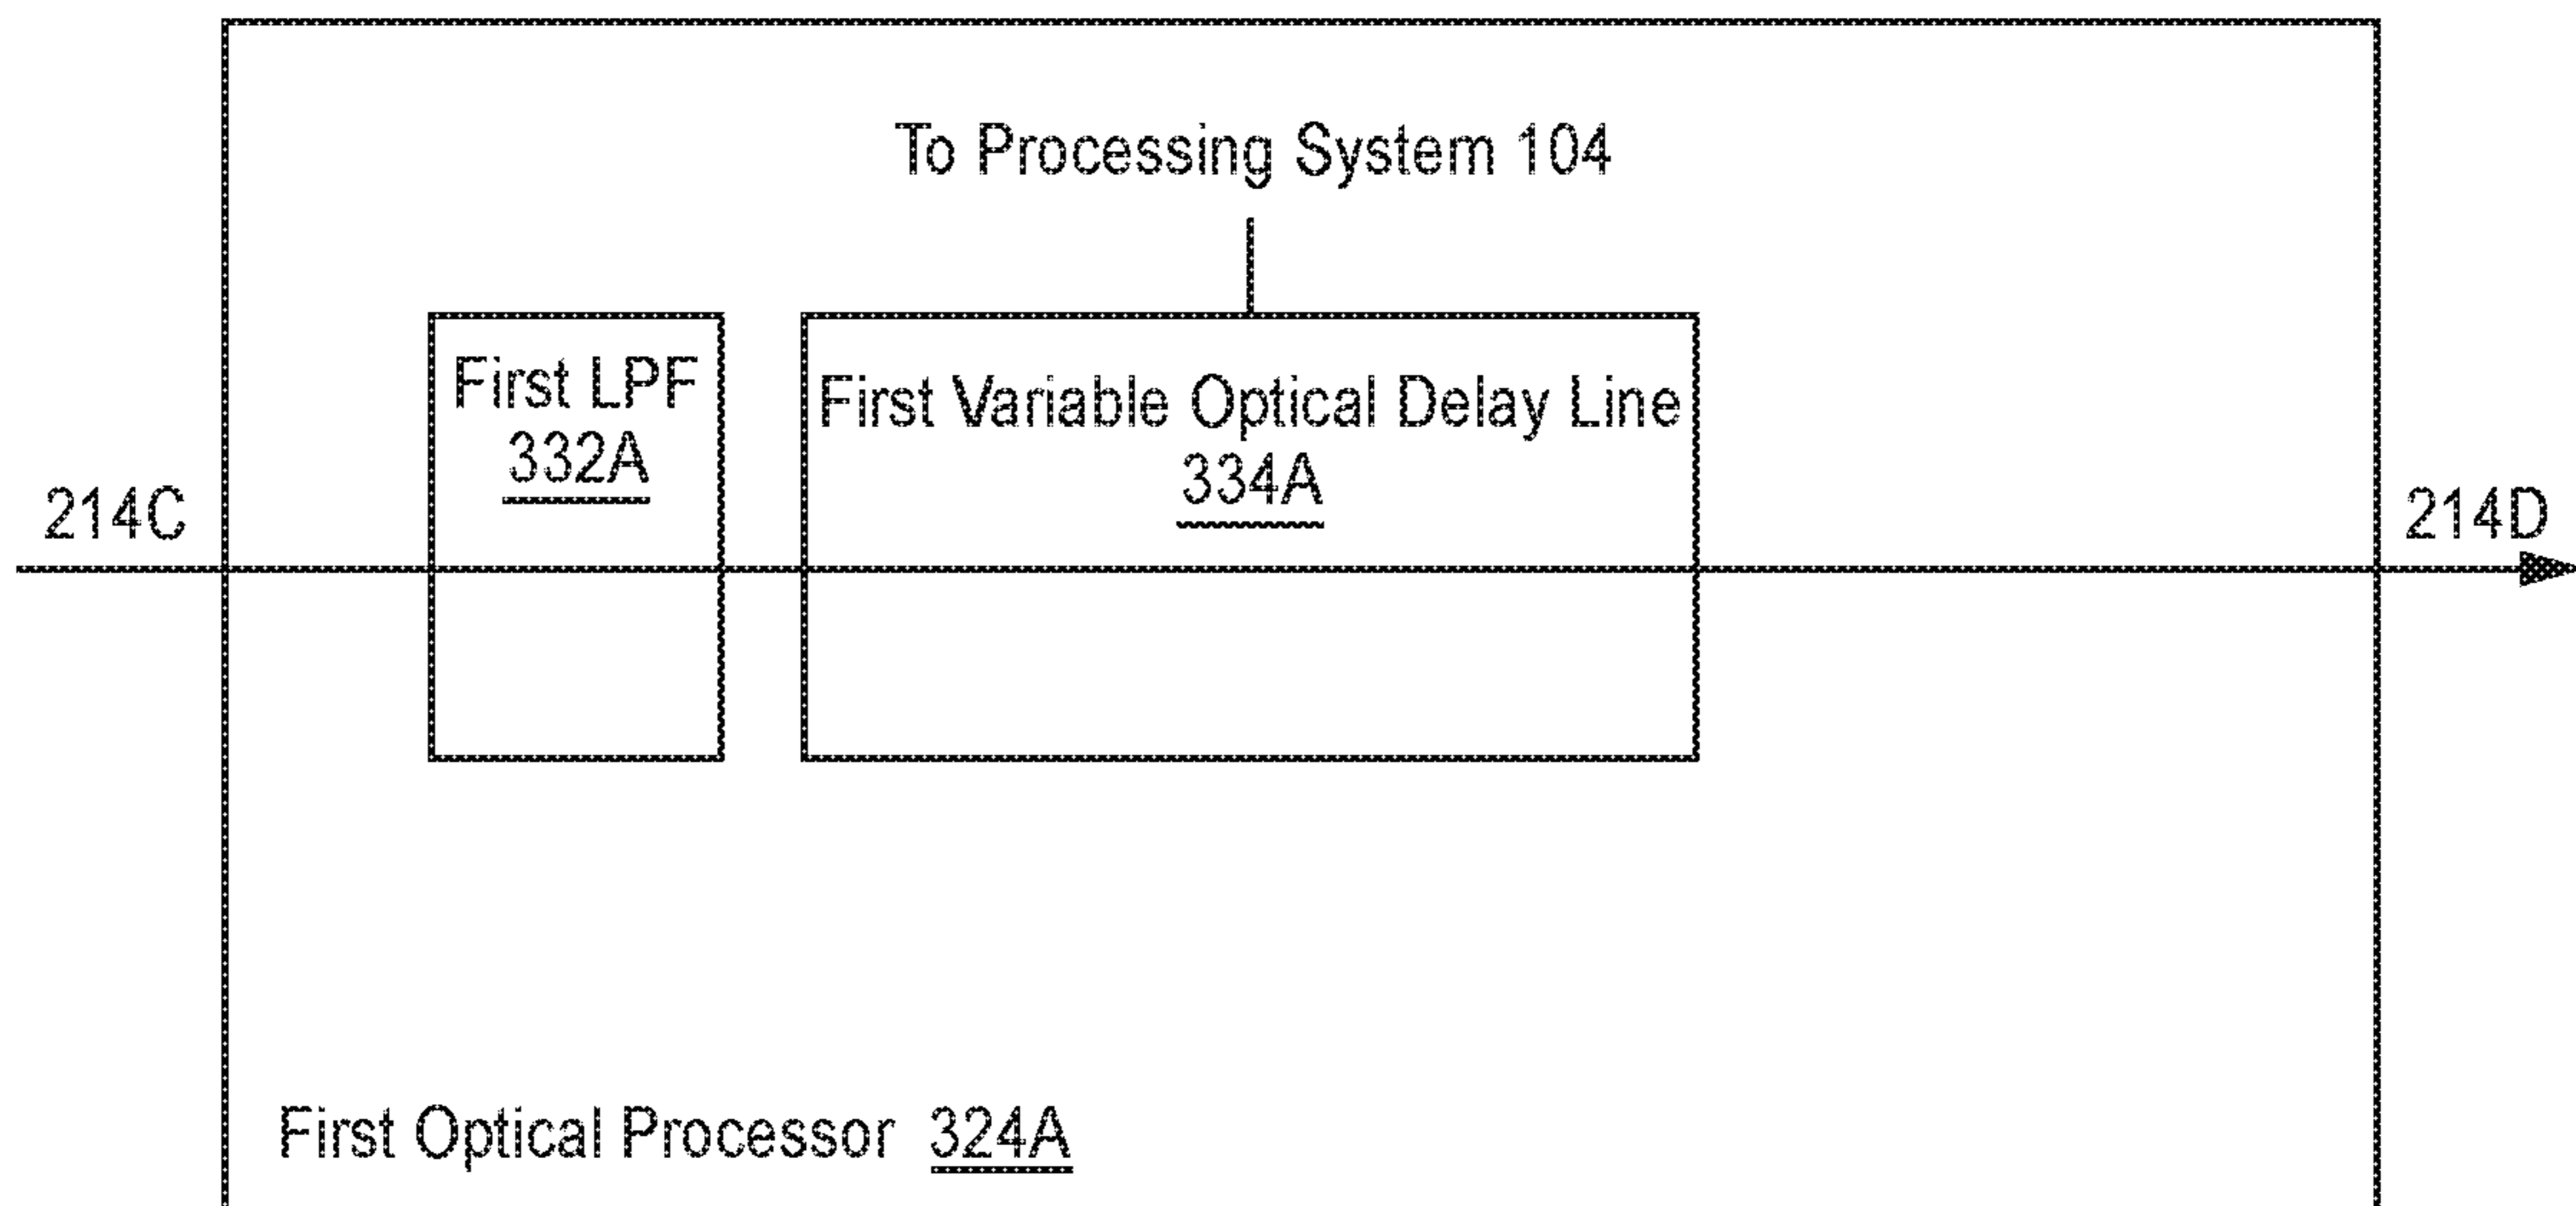 To Processing System 104
First LPF
332A
First Variable Optical Delay Line
334A
214C
214D
First Optical Processor 324A